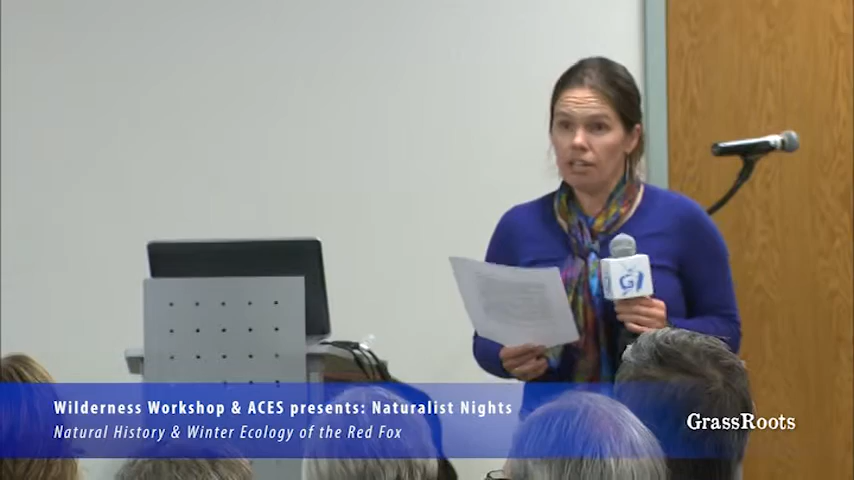 G
Wilderness Workshop & ACES presents: Naturalist Nights
Natural History & Winter Ecology of the Red Fox
GrassRoots